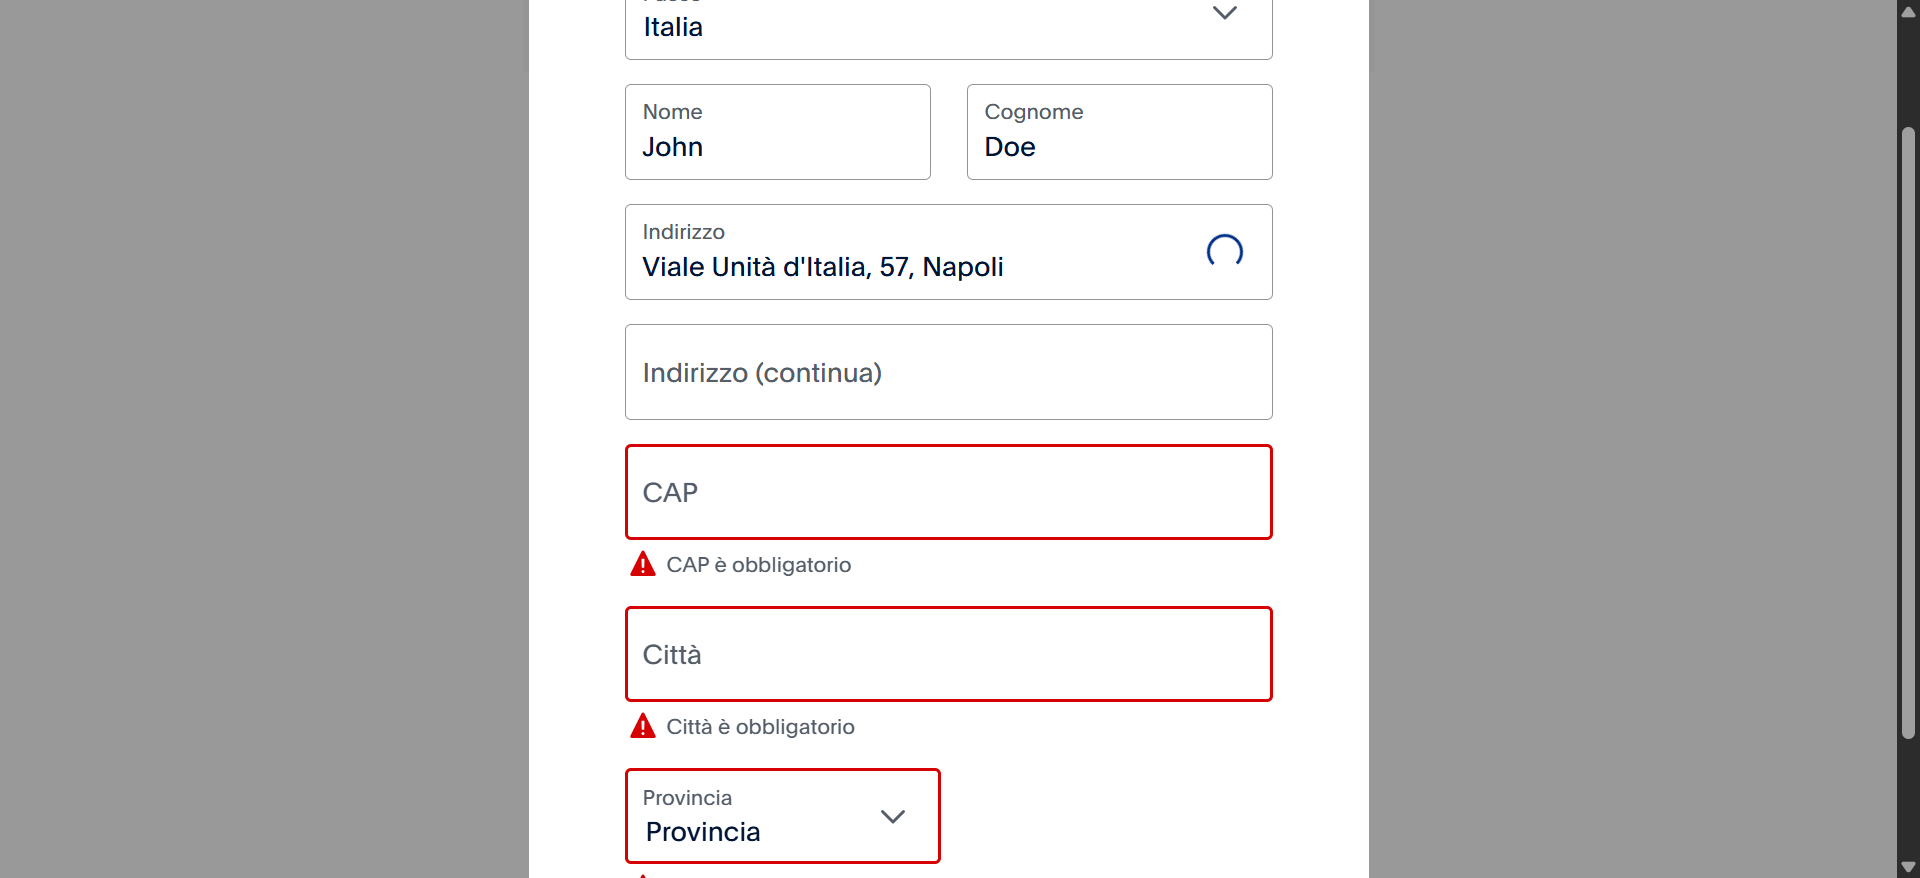 Italia
Nome
John
Cognome
Doe
Indirizzo
Viale Unità d'Italia, 57, Napoli
Indirizzo (continua)
CAP
CAP è obbligatorio
Città
Città è obbligatorio
Provincia
Provincia